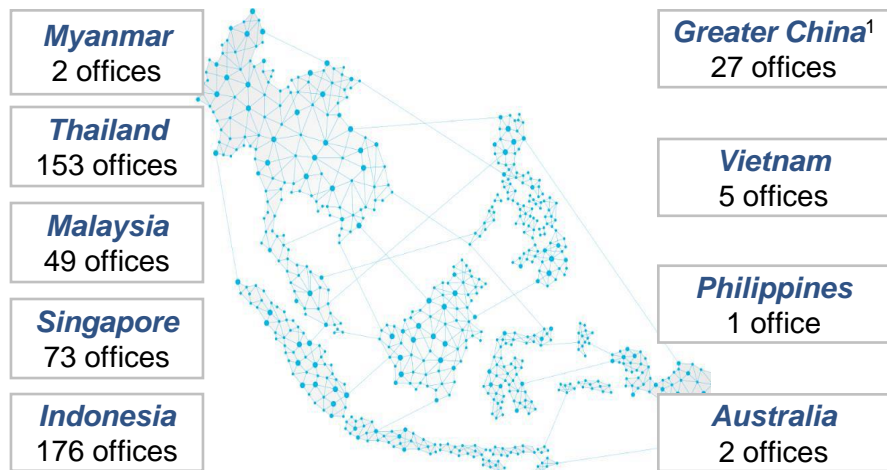 Myanmar
2 offices
Thailand
153 offices
Malaysia
49 offices
Singapore
73 offices
Indonesia
176 offices
Greater China¹
27 offices
Vietnam
5 offices
Philippines
1 office
Australia
2 offices